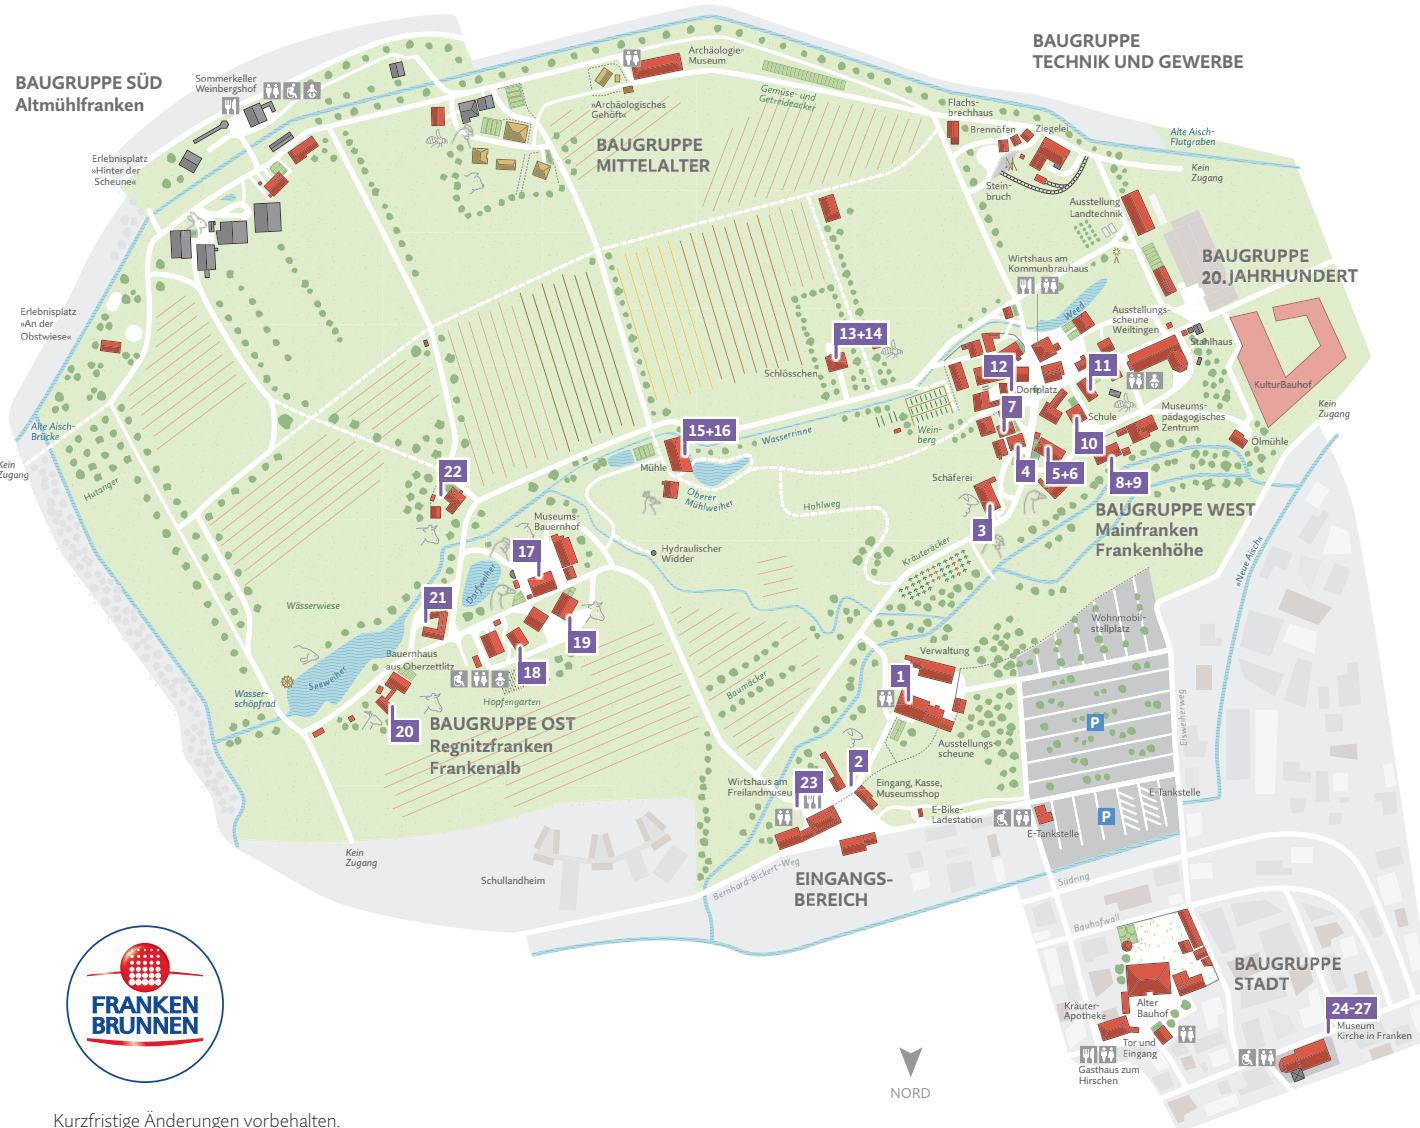 BAUGRUPPE SÜD
Altmühlfranken
Sommerkeller
Weinbergshof
Erlebnisplatz
»Hinter der
Scheune«
Erlebnisplatz
»An der
Obstwiese«
Alte Aisch-
Brücke
Kein
Zugang
Hutanger
Archäologie-
Museum
»Archäologisches
Gehöft«
Gemüse- und
Getreideäcker
BAUGRUPPE
MITTELALTER
BAUGRUPPE
TECHNIK UND GEWERBE
Flachs-
brechhaus
Brennöfen
Ziegelei
Stein-
bruch
Alte Aisch-
Flutgraben
Kein
Zugang
Ausstellung
Landtechnik
BAUGRUPPE
20. JAHRHUNDERT
Wirtshaus am
Kommunbrauhaus
Weed
Ausstellungs-
scheune
Weiltingen
Stahlhaus
KulturBauhof
Kein
Zugang
13+14
Schlösschen
12
Dorfplatz
11
7
Schule
Museums-
pädagogisches
Zentrum
Ölmühle
10
4
5+6
8+9
Wein-
berg
Wasserrinne
15+16
Mühle
Oberer
Mühlweiher
Hohlweg
Schäferei
3
BAUGRUPPE WEST
Mainfranken
Frankenhöhe
»Neue Aisch«
Kräuteräcker
22
Museums-
Bauernhof
17
Hydraulischer
Widder
Dorfweiher
21
Wässerwiese
19
18
Bauernhaus
aus Oberzettlitz
Seeweiher
Wasser-
schöpfrad
Hopfengarten
20
BAUGRUPPE OST
Regnitzfranken
Frankenalb
Baumäcker
Wohnmobil-
stellplatz
Verwaltung
1
Ausstellungs-
scheune
P
Eisweiherweg
2
Wirtshaus am
Freilandmuseum
23
Eingang, Kasse,
Museumsshop
E-Bike-
Ladestation
E-Tankstelle
P
E-Tankstelle
Kein
Zugang
Schullandheim
Bernhard-Bickert-Weg
EINGANGS-
BEREICH
Südring
Bauhofwall
BAUGRUPPE
STADT
Kräuter-
Apotheke
Alter
Bauhof
24-27
Museum
Kirche in Franken
Tor und
Eingang
Gasthaus zum
Hirschen
NORD
FRANKEN
BRUNNEN
Kurzfristige Änderungen vorbehalten.